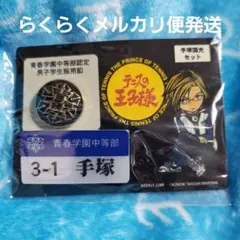 らくらくメルカリ便発送
青春学園中等部認定
男子学生服用釦
THE PRINCE OF TENNIS
テニスの
王子様
手塚国光
セット
青春学園中等部
3-1 手塚